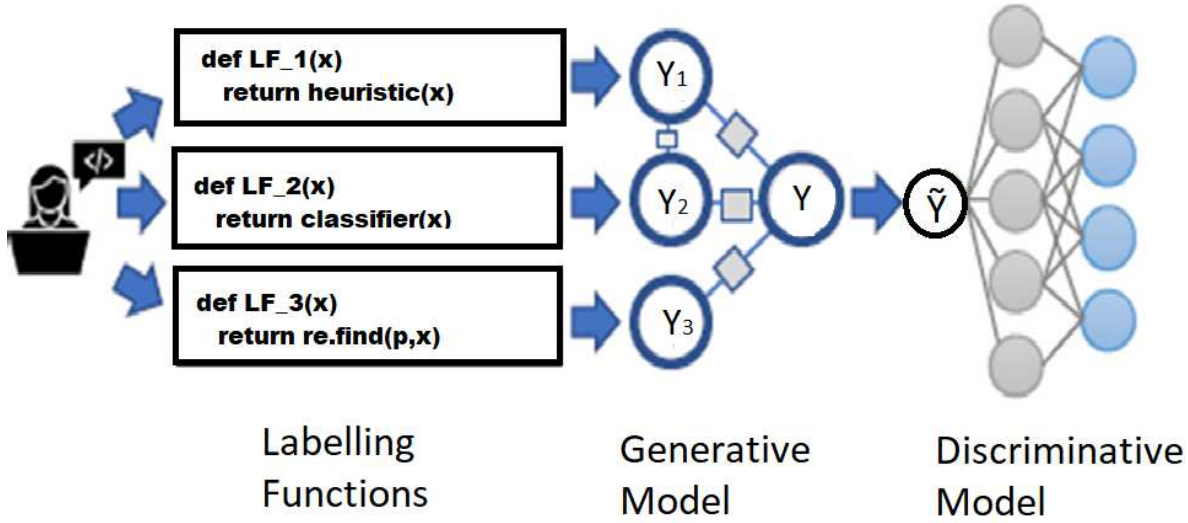 </>
def LF_1(x)
return heuristic(x)
def LF_2(x)
return classifier(x)
def LF_3(x)
return re.find(p,x)
Y1
Y2
Y3
Y
Ỹ
Labelling
Functions
Generative
Model
Discriminative
Model